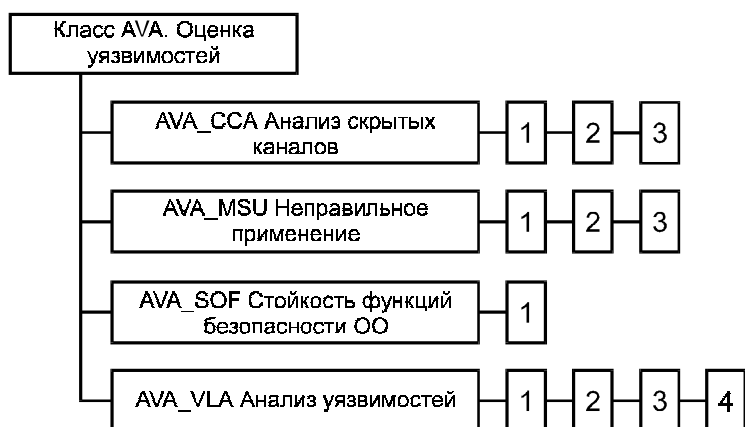 Класс AVA. Оценка
уязвимостей
AVA_CCA Анализ скрытых
каналов
1 2 3
AVA_MSU Неправильное
применение
1 2 3
AVA_SOF Стойкость функций
безопасности ОО
1
AVA_VLA Анализ уязвимостей
1 2 3 4